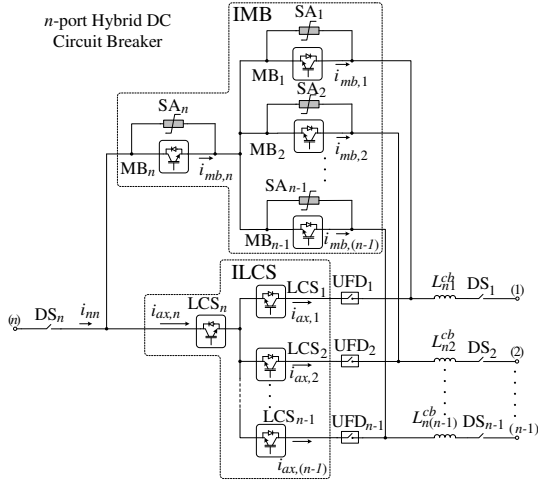 n-port Hybrid DC
Circuit Breaker
IMB
SA1
MB1
imb,1
SA2
MB2
imb,2
SAn
MBn
imb,n
SAn-1
MBn-1
imb,(n-1)
ILCS
LCS1
UFD1
iax,1
Lcbn1
DS1
(1)
(n)
DSn
inn
iax,n
LCSn
LCS2
UFD2
iax,2
Lcbn2
DS2
(2)
LCSn-1
UFDn-1
iax,(n-1)
Lcbn(n-1)
DSn-1
(n-1)